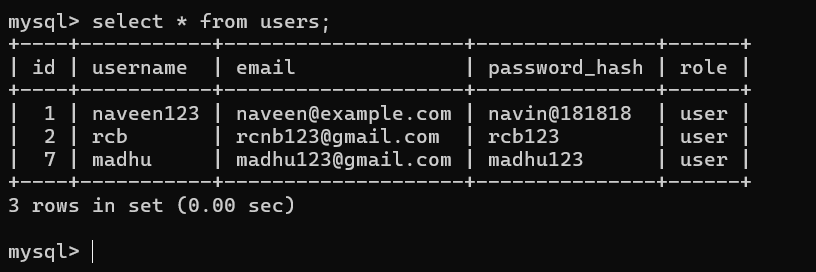 mysql> select * from users;
+----+-----------+--------------------+---------------+------+
| id | username  | email              | password_hash | role |
+----+-----------+--------------------+---------------+------+
|  1 | naveen123 | naveen@example.com | navin@181818  | user |
|  2 | rcb       | rcnb123@gmail.com  | rcb123        | user |
|  7 | madhu     | madhu123@gmail.com | madhu123      | user |
+----+-----------+--------------------+---------------+------+
3 rows in set (0.00 sec)
mysql>